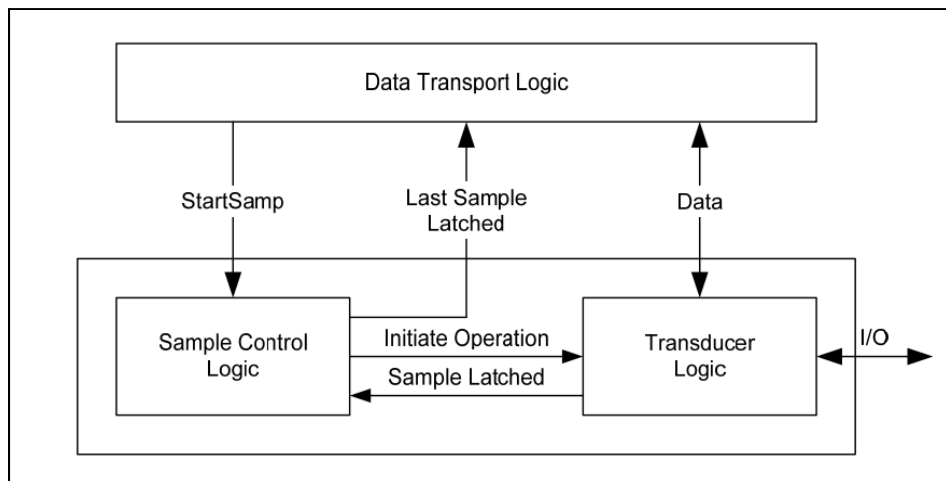 Data Transport Logic
StartSamp
Last Sample
Latched
Data
Sample Control
Logic
Initiate Operation
Sample Latched
Transducer
Logic
I/O